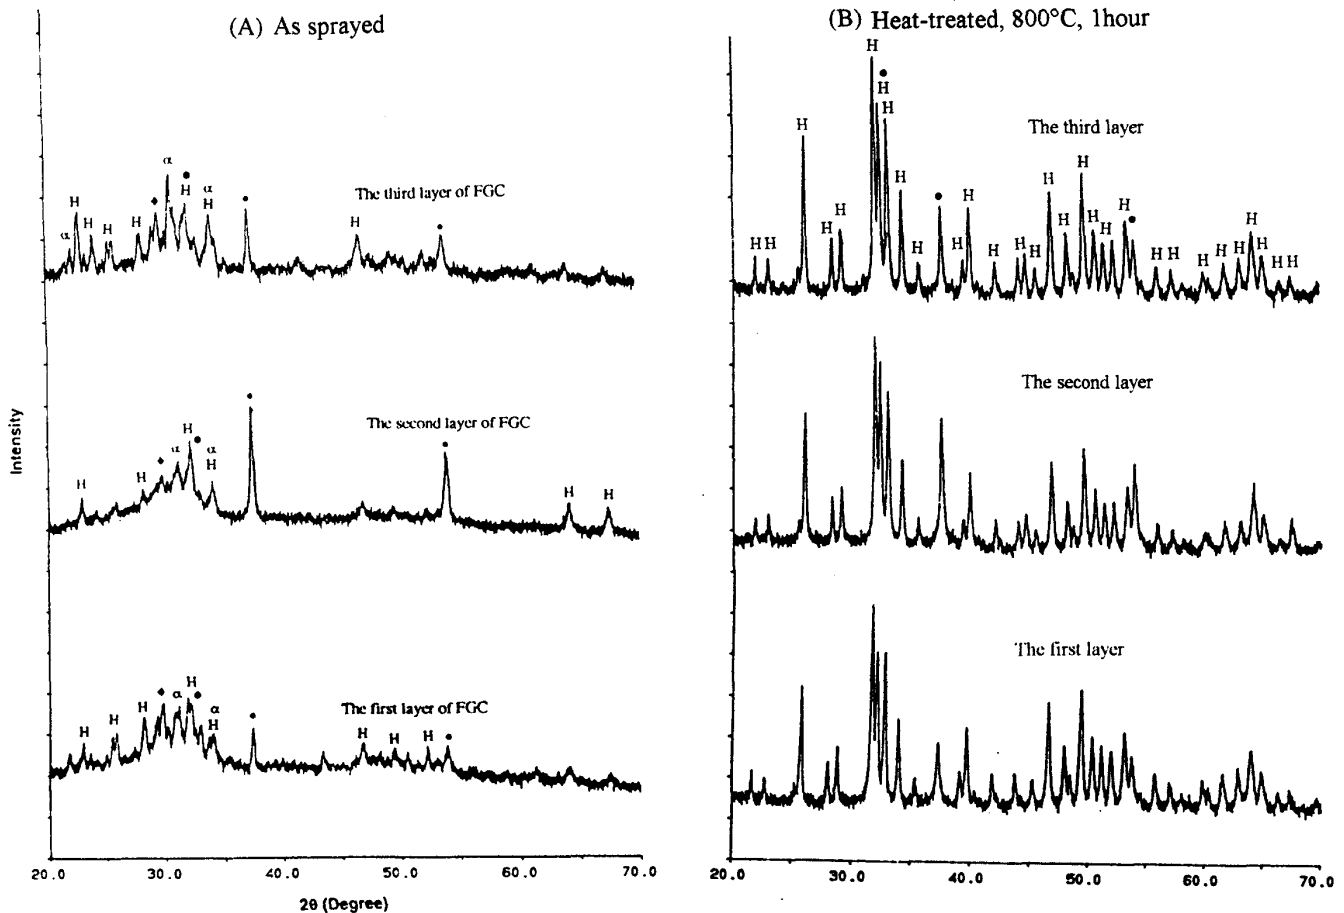 (A) As sprayed
α H H H H ♦ α ● H α H ● H ●
The third layer of FGC
H H ♦ α H ● α H ● ● H H
The second layer of FGC
H H H ♦ α H ● α H ● H H H ●
The first layer of FGC
Intensity
20.0 30.0 40.0 50.0 60.0 70.0
2θ (Degree)
(B) Heat-treated, 800°C, 1hour
H H H H H H ● H H H H ● H H H H H H H H H H H H ● H H H H H H H H H
The third layer
The second layer
The first layer
20.0 30.0 40.0 50.0 60.0 70.0